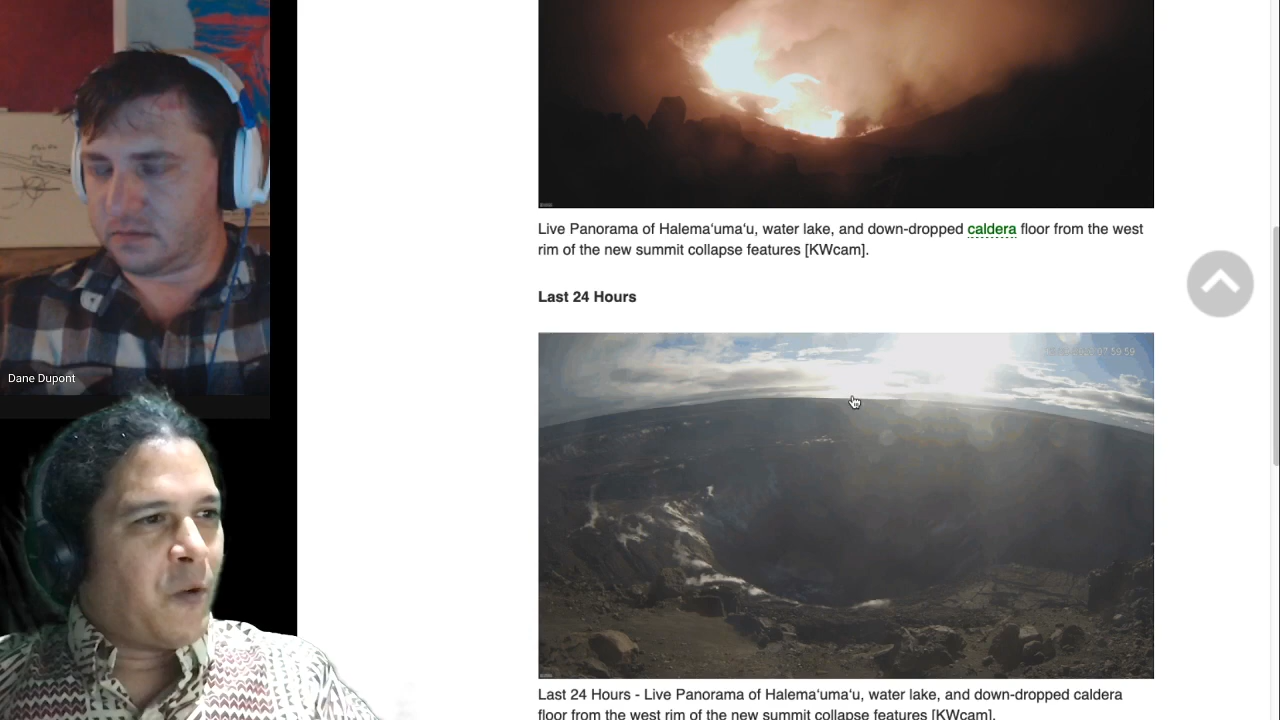 Live Panorama of Halemaʻumaʻu, water lake, and down-dropped caldera floor from the west
rim of the new summit collapse features [KWcam].
Last 24 Hours
Dane Dupont
Last 24 Hours - Live Panorama of Halemaʻumaʻu, water lake, and down-dropped caldera
floor from the west rim of the new summit collapse features [KWcam].